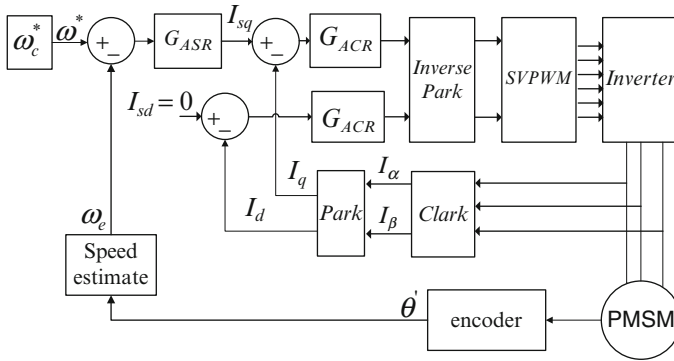 ω*c ω* + − G_ASR I_sq + − G_ACR Inverse Park SVPWM Inverter
I_sd = 0 + − G_ACR
I_q I_α
I_d Park I_β Clark
ω_e
Speed
estimate
θ' encoder PMSM